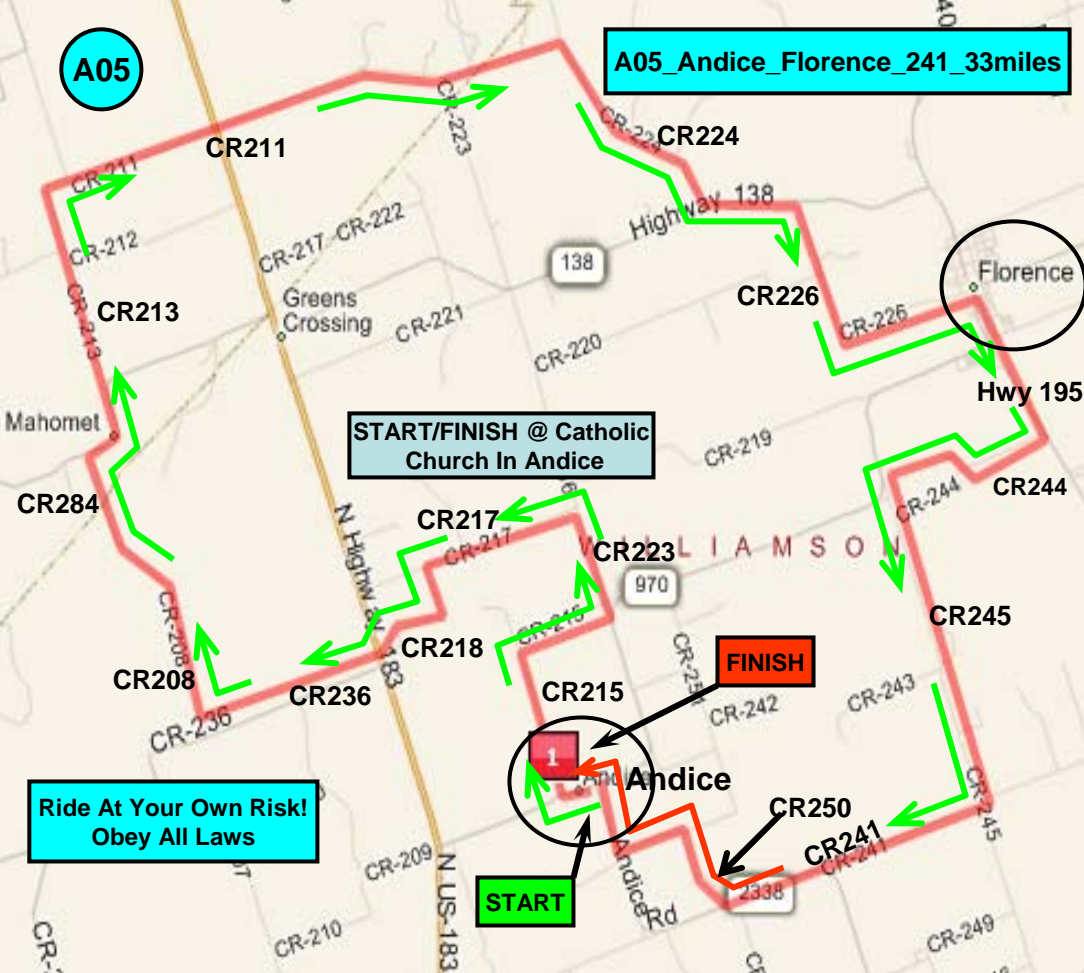 A05
A05_Andice_Florence_241_33miles
CR-223
CR-224
CR224
CR211
CR-211
CR-212
CR-217
CR-222
Highway 138
138
Florence
CR226
CR-226
CR213
CR-213
Greens
Crossing
CR-221
CR-220
Hwy 195
Mahomet
START/FINISH @ Catholic
Church In Andice
CR-219
CR284
CR244
CR-244
N Highway 183
CR217
CR-217
CR223
WILLIAMSON
970
CR-208
CR-215
CR245
CR218
CR-251
FINISH
CR208
CR236
CR215
CR-243
CR-242
CR-236
1
Andice
Andice
Ride At Your Own Risk!
Obey All Laws
CR250
CR-245
CR241
CR-241
CR-209
N US-183
START
Andice Rd
2338
CR-210
CR-249